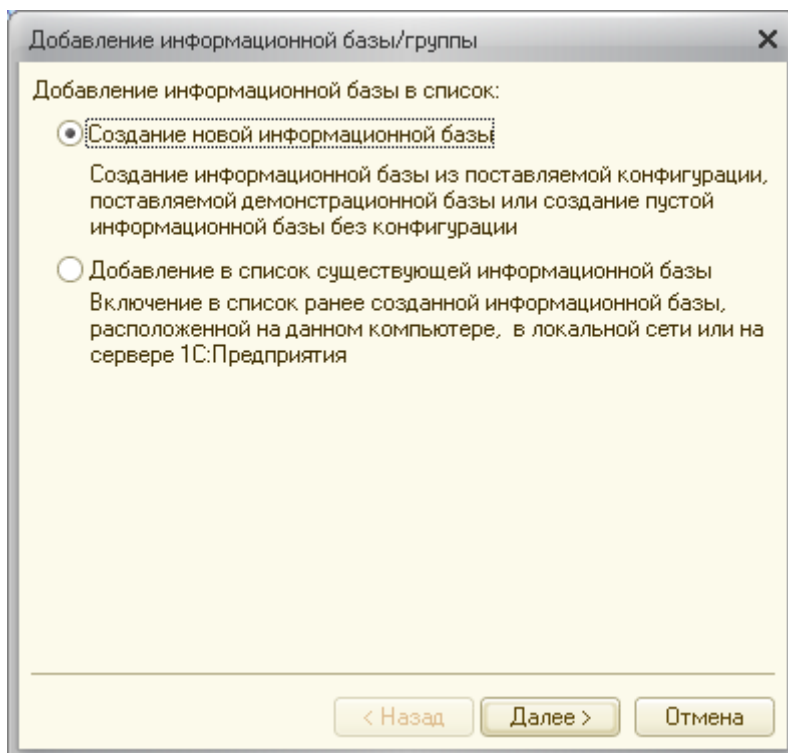 Добавление информационной базы/группы
Добавление информационной базы в список:
Создание новой информационной базы
Создание информационной базы из поставляемой конфигурации,
поставляемой демонстрационной базы или создание пустой
информационной базы без конфигурации
Добавление в список существующей информационной базы
Включение в список ранее созданной информационной базы,
расположенной на данном компьютере, в локальной сети или на
сервере 1С:Предприятия
< Назад Далее > Отмена